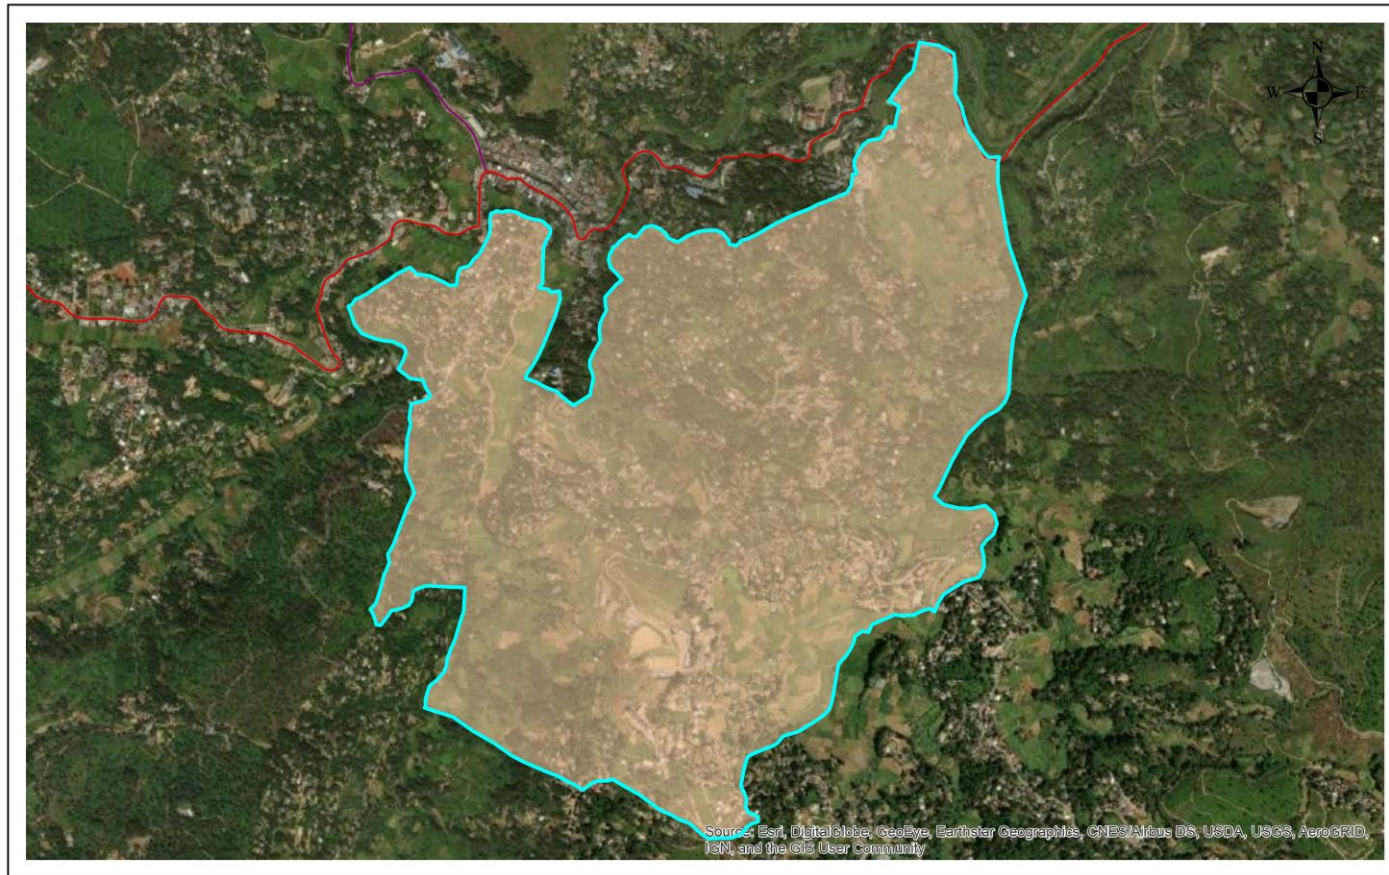 N
W E
S
Source: Esri, DigitalGlobe, GeoEye, Earthstar Geographics, CNES/Airbus DS, USDA, USGS, AeroGRID,
IGN, and the GIS User Community